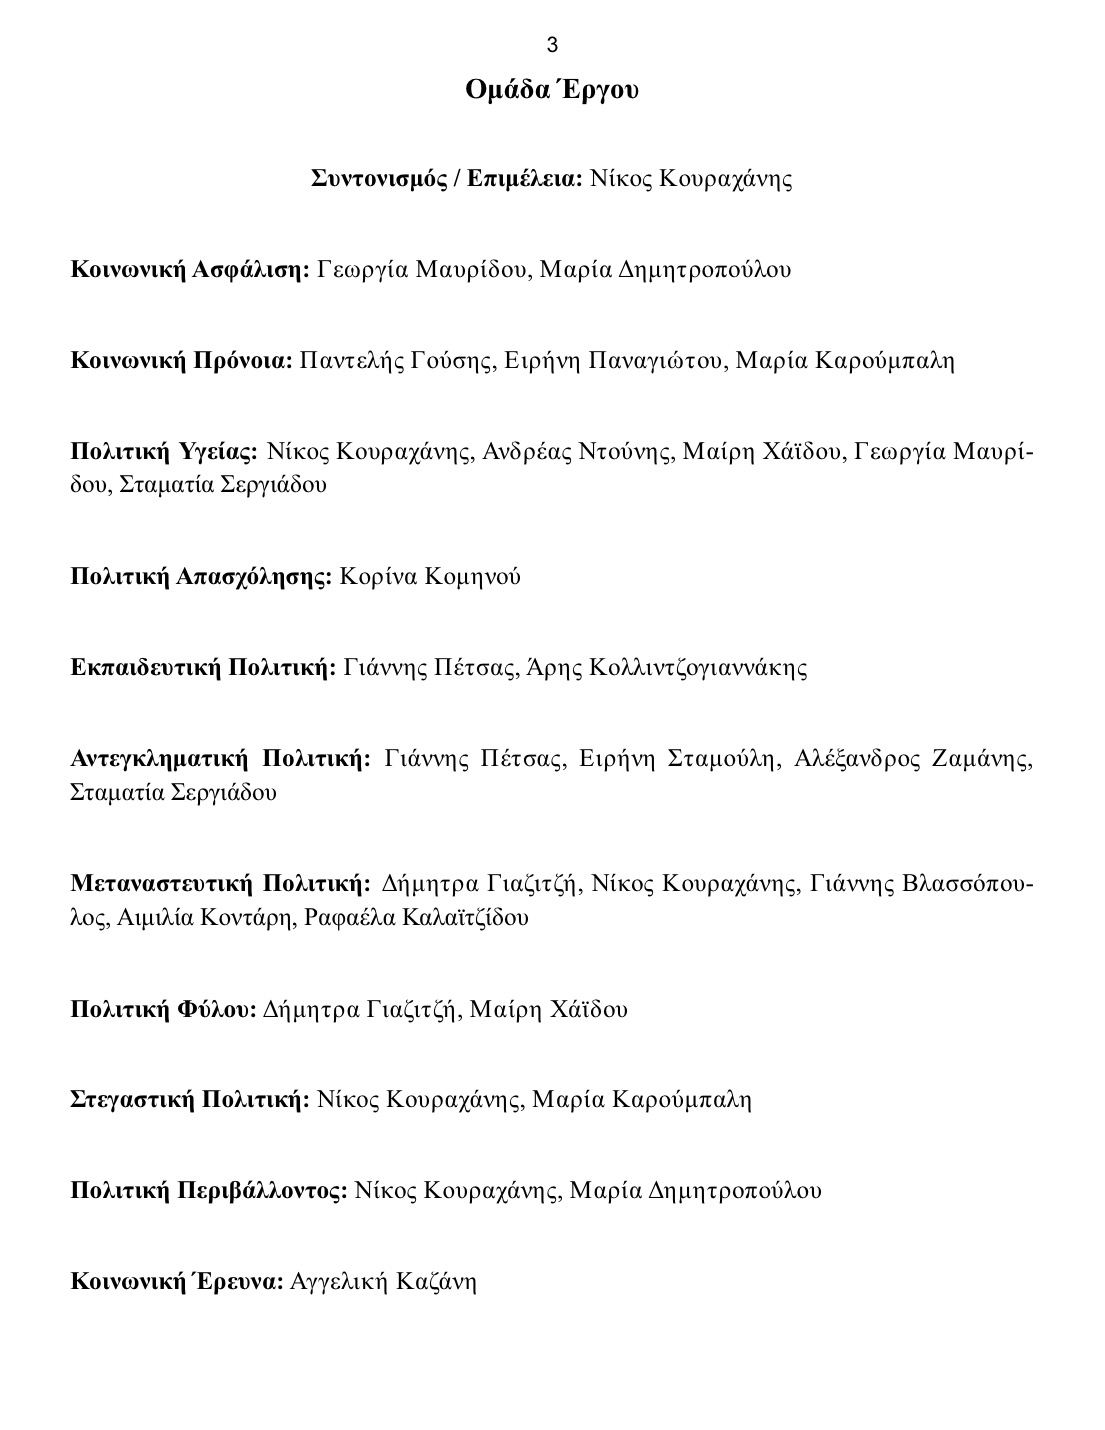 3
Ομάδα Έργου
Συντονισμός / Επιμέλεια: Νίκος Κουραχάνης
Κοινωνική Ασφάλιση: Γεωργία Μαυρίδου, Μαρία Δημητροπούλου
Κοινωνική Πρόνοια: Παντελής Γούσης, Ειρήνη Παναγιώτου, Μαρία Καρούμπαλη
Πολιτική Υγείας: Νίκος Κουραχάνης, Ανδρέας Ντούνης, Μαίρη Χάϊδου, Γεωργία Μαυρί-
δου, Σταματία Σεργιάδου
Πολιτική Απασχόλησης: Κορίνα Κομηνού
Εκπαιδευτική Πολιτική: Γιάννης Πέτσας, Άρης Κολλιντζογιαννάκης
Αντεγκληματική Πολιτική: Γιάννης Πέτσας, Ειρήνη Σταμούλη, Αλέξανδρος Ζαμάνης,
Σταματία Σεργιάδου
Μεταναστευτική Πολιτική: Δήμητρα Γιαζιτζή, Νίκος Κουραχάνης, Γιάννης Βλασσόπου-
λος, Αιμιλία Κοντάρη, Ραφαέλα Καλαϊτζίδου
Πολιτική Φύλου: Δήμητρα Γιαζιτζή, Μαίρη Χάϊδου
Στεγαστική Πολιτική: Νίκος Κουραχάνης, Μαρία Καρούμπαλη
Πολιτική Περιβάλλοντος: Νίκος Κουραχάνης, Μαρία Δημητροπούλου
Κοινωνική Έρευνα: Αγγελική Καζάνη